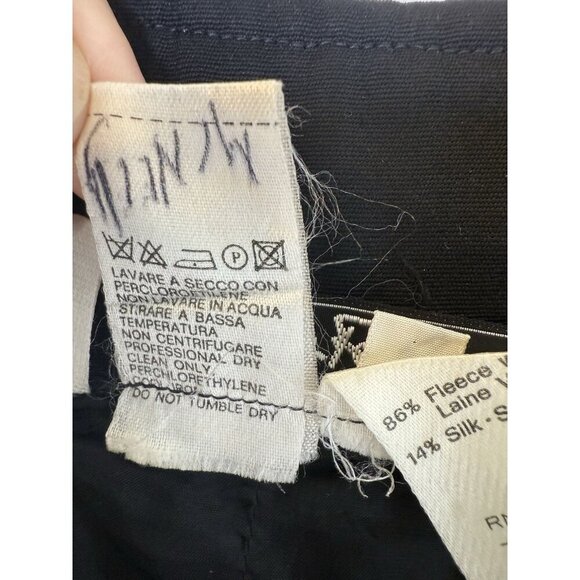 P
LAVARE A SECCO CON
PERCLOROETILENE
NON LAVARE IN ACQUA
STIRARE A BASSA
TEMPERATURA
NON CENTRIFUGARE
PROFESSIONAL DRY
CLEAN ONLY
PERCHLORETHYLENE
DO NOT TUMBLE DRY
86% Fleece
Laine
14% Silk - S
RN